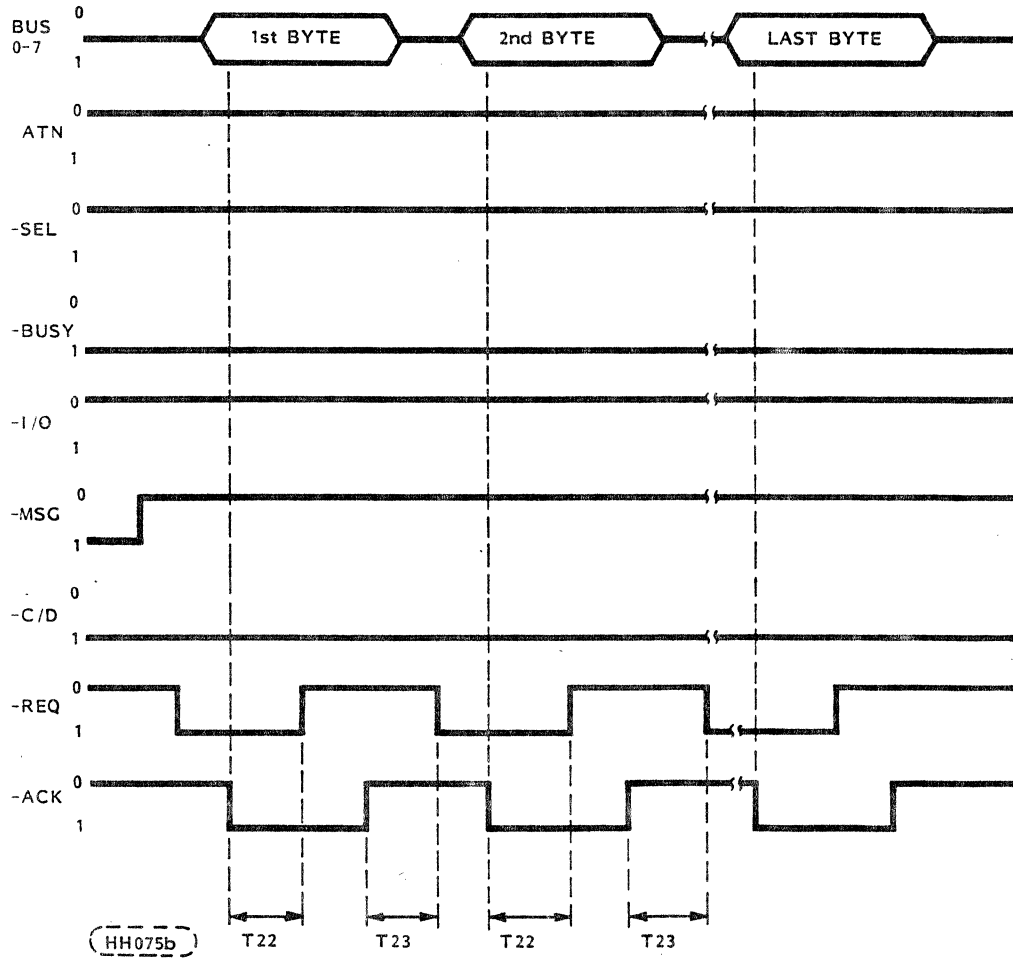 BUS 0
0-7
1st BYTE 2nd BYTE LAST BYTE
1
0
ATN
1
0
-SEL
1
0
-BUSY
1
0
-I/O
1
0
-MSG
1
0
-C/D
1
0
-REQ
1
0
-ACK
1
HH075b T22 T23 T22 T23